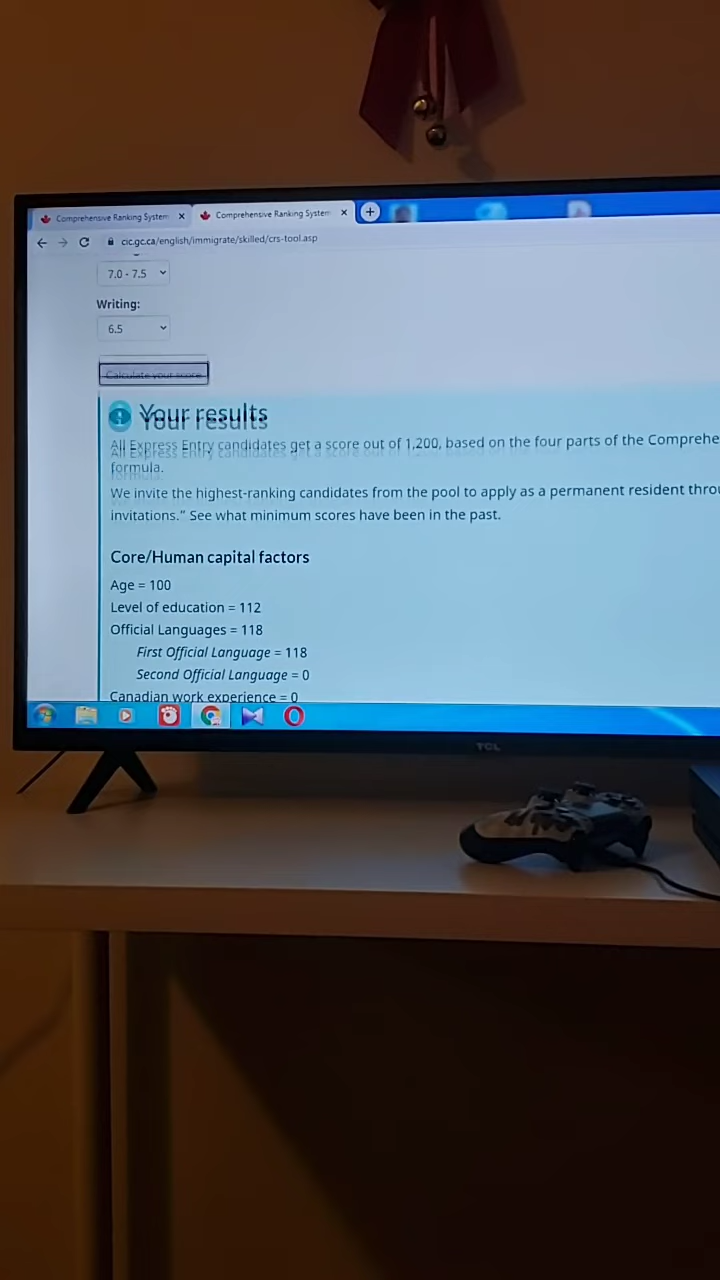 Comprehensive Ranking System
Comprehensive Ranking System
cic.gc.ca/english/immigrate/skilled/crs-tool.asp
7.0 - 7.5
Writing:
6.5
Calculate your score
Your results
All Express Entry candidates get a score out of 1,200, based on the four parts of the Comprehe
formula.
We invite the highest-ranking candidates from the pool to apply as a permanent resident throu
invitations.” See what minimum scores have been in the past.
Core/Human capital factors
Age = 100
Level of education = 112
Official Languages = 118
First Official Language = 118
Second Official Language = 0
Canadian work experience = 0
TCL